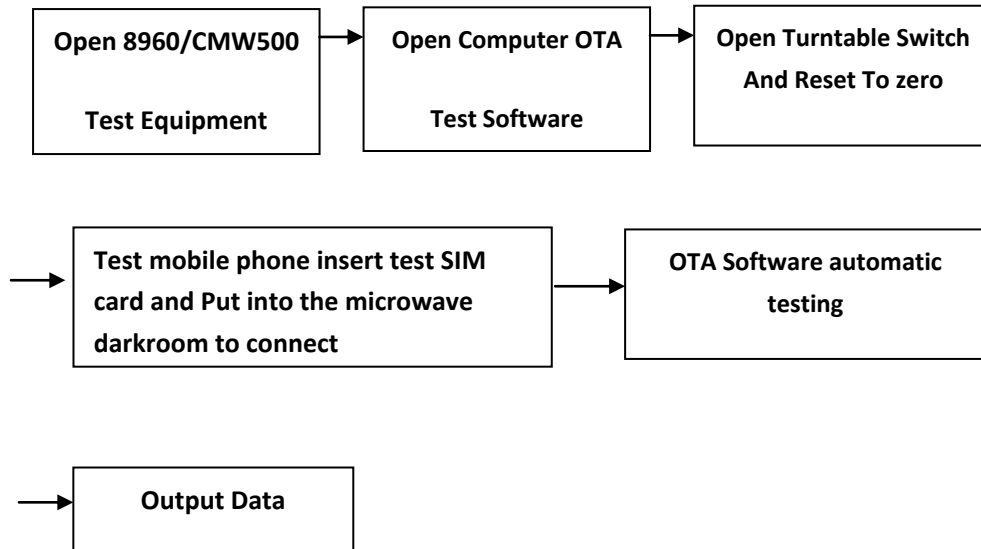 Open 8960/CMW500
Test Equipment
Open Computer OTA
Test Software
Open Turntable Switch
And Reset To zero
Test mobile phone insert test SIM
card and Put into the microwave
darkroom to connect
OTA Software automatic
testing
Output Data